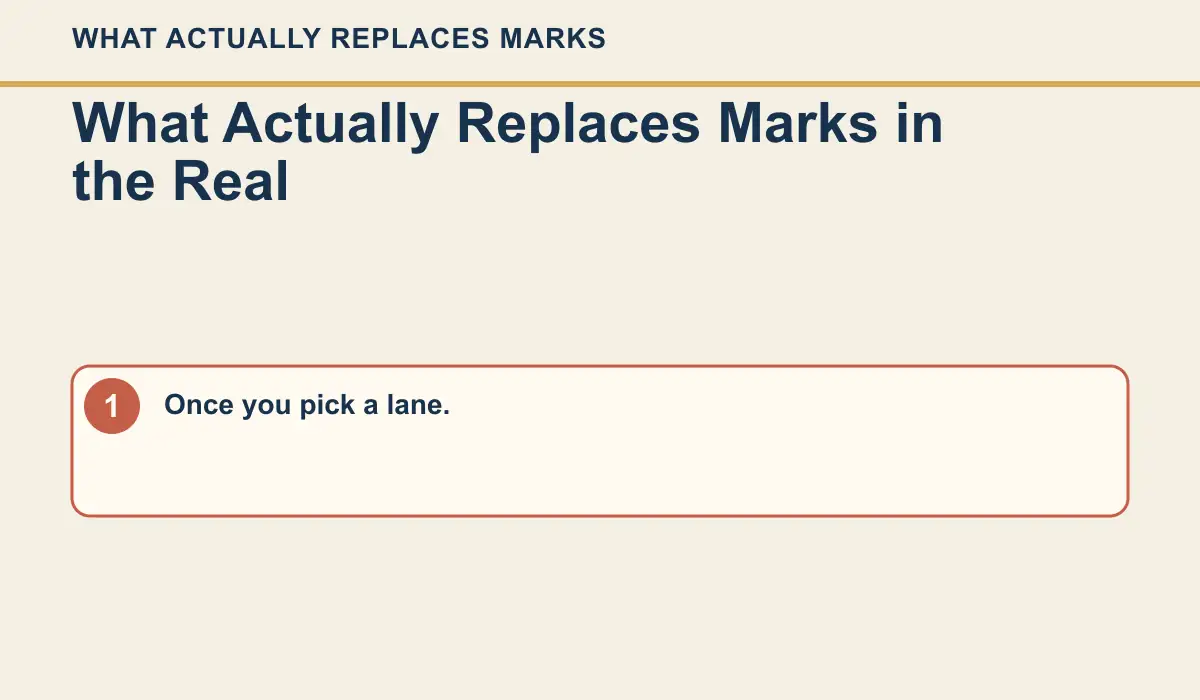 WHAT ACTUALLY REPLACES MARKS
What Actually Replaces Marks in
the Real
1
Once you pick a lane.